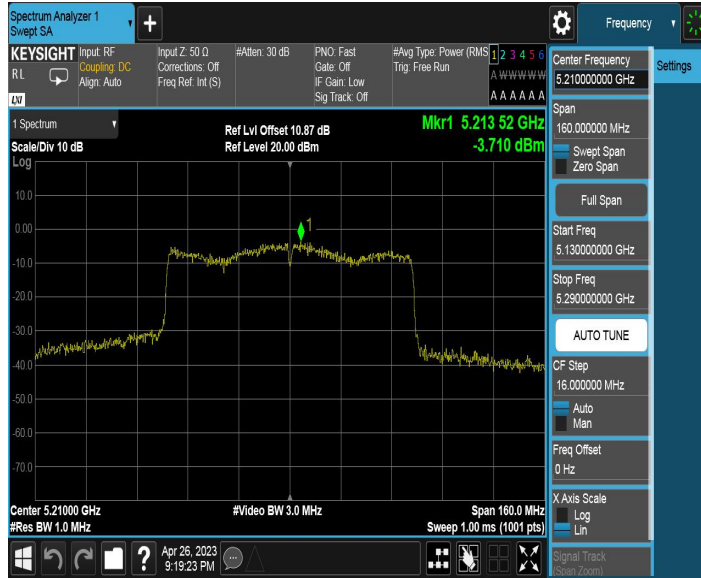 Spectrum Analyzer 1
Swept SA
+
Frequency
KEYSIGHT
RL
LXI
Input: RF
Coupling: DC
Align: Auto
Input Z: 50 Ω
Corrections: Off
Freq Ref: Int (S)
#Atten: 30 dB
PNO: Fast
Gate: Off
IF Gain: Low
Sig Track: Off
#Avg Type: Power (RMS
Trig: Free Run
1 2 3 4 5 6
A W W W W W
A A A A A A
1 Spectrum
Scale/Div 10 dB
Log
Ref Lvl Offset 10.87 dB
Ref Level 20.00 dBm
Mkr1 5.213 52 GHz
-3.710 dBm
1
10.0
0.00
-10.0
-20.0
-30.0
-40.0
-50.0
-60.0
-70.0
Center 5.21000 GHz
#Res BW 1.0 MHz
#Video BW 3.0 MHz
Span 160.0 MHz
Sweep 1.00 ms (1001 pts)
Center Frequency
5.210000000 GHz
Span
160.000000 MHz
Swept Span
Zero Span
Full Span
Start Freq
5.130000000 GHz
Stop Freq
5.290000000 GHz
AUTO TUNE
CF Step
16.000000 MHz
Auto
Man
Freq Offset
0 Hz
X Axis Scale
Log
Lin
Signal Track
(Span Zoom)
Settings
?
Apr 26, 2023
9:19:23 PM